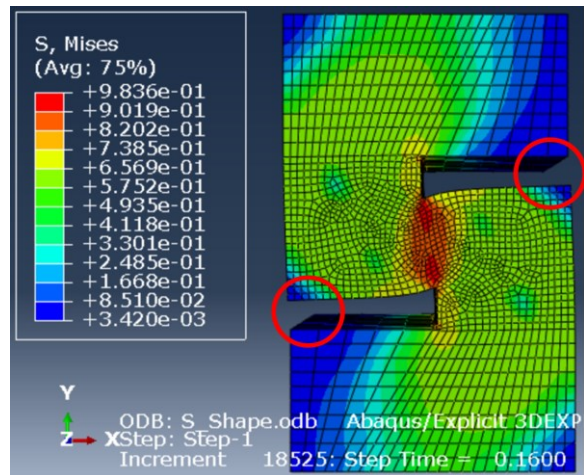 S, Mises
(Avg: 75%)
+9.836e-01
+9.019e-01
+8.202e-01
+7.385e-01
+6.569e-01
+5.752e-01
+4.935e-01
+4.118e-01
+3.301e-01
+2.485e-01
+1.668e-01
+8.510e-02
+3.420e-03
Y
Z X
ODB: S_Shape.odb Abaqus/Explicit 3DEXP
Step: Step-1
Increment 18525: Step Time = 0.1600